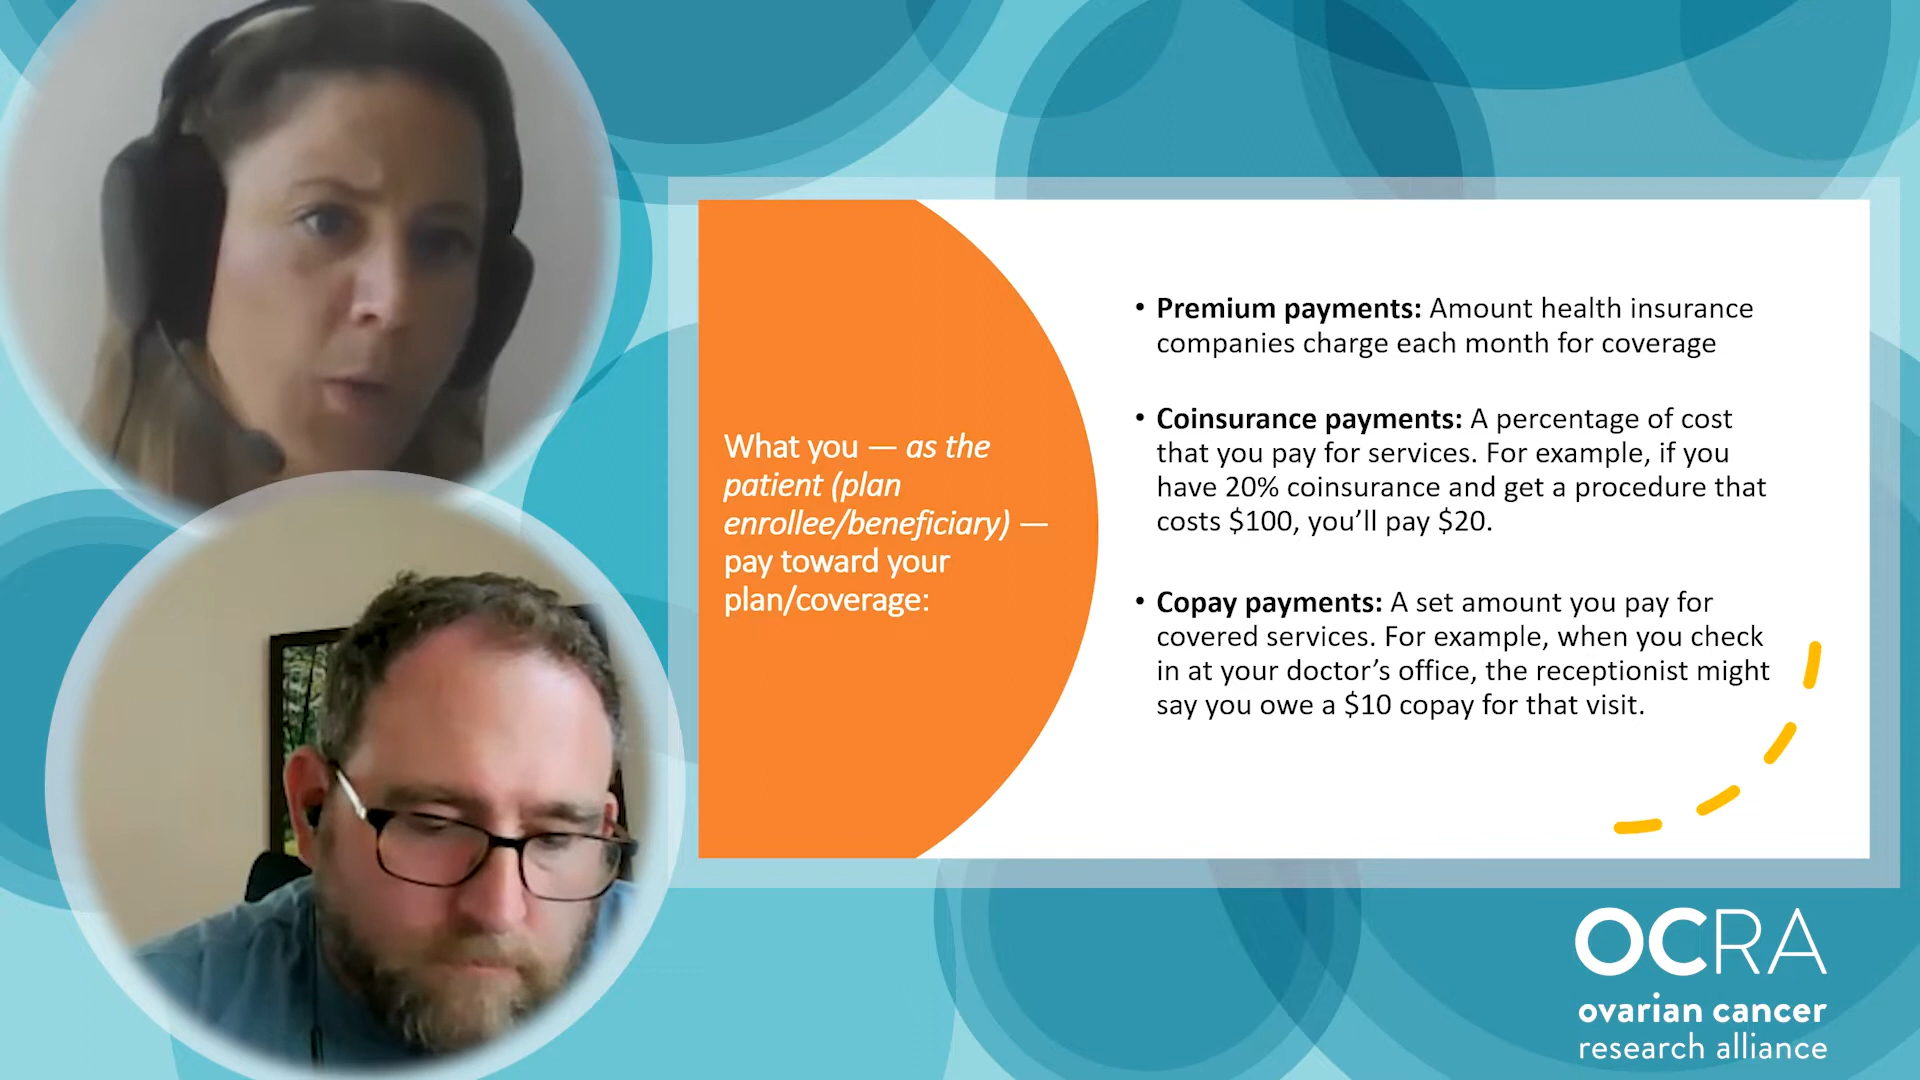 What you — as the
patient (plan
enrollee/beneficiary) —
pay toward your
plan/coverage:
• Premium payments: Amount health insurance
companies charge each month for coverage
• Coinsurance payments: A percentage of cost
that you pay for services. For example, if you
have 20% coinsurance and get a procedure that
costs $100, you’ll pay $20.
• Copay payments: A set amount you pay for
covered services. For example, when you check
in at your doctor’s office, the receptionist might
say you owe a $10 copay for that visit.
OCRA
ovarian cancer
research alliance